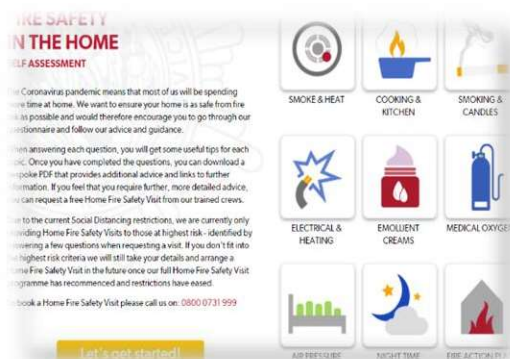 FIRE SAFETY
IN THE HOME
SELF ASSESSMENT
Coronavirus pandemic means that most of us will be spending
time at home. We want to ensure your home is as safe from fire
as possible and would therefore encourage you to go through our
questionnaire and follow our advice and guidance.
When answering each question, you will get some useful tips for each
topic. Once you have completed the questions, you can download a
bespoke PDF that provides additional advice and links to further
information. If you feel that you require further, more detailed advice,
you can request a free Home Fire Safety Visit from our trained crews.
Due to the current Social Distancing restrictions, we are currently only
providing Home Fire Safety Visits to those at highest risk - identified by
answering a few questions when requesting a visit. If you don't fit into
highest risk criteria we will still take your details and arrange a
Home Fire Safety Visit in the future once our full Home Fire Safety Visit
programme has recommended and restrictions have eased.
book a Home Fire Safety Visit please call us on: 0800 0731 999
Let's get started!
SMOKE & HEAT
COOKING &
KITCHEN
SMOKING &
CANDLES
ELECTRICAL &
HEATING
EMOLLIENT
CREAMS
MEDICAL OXYGE
AIR PRESSURE
NIGHT TIME
FIRE ACTION PL